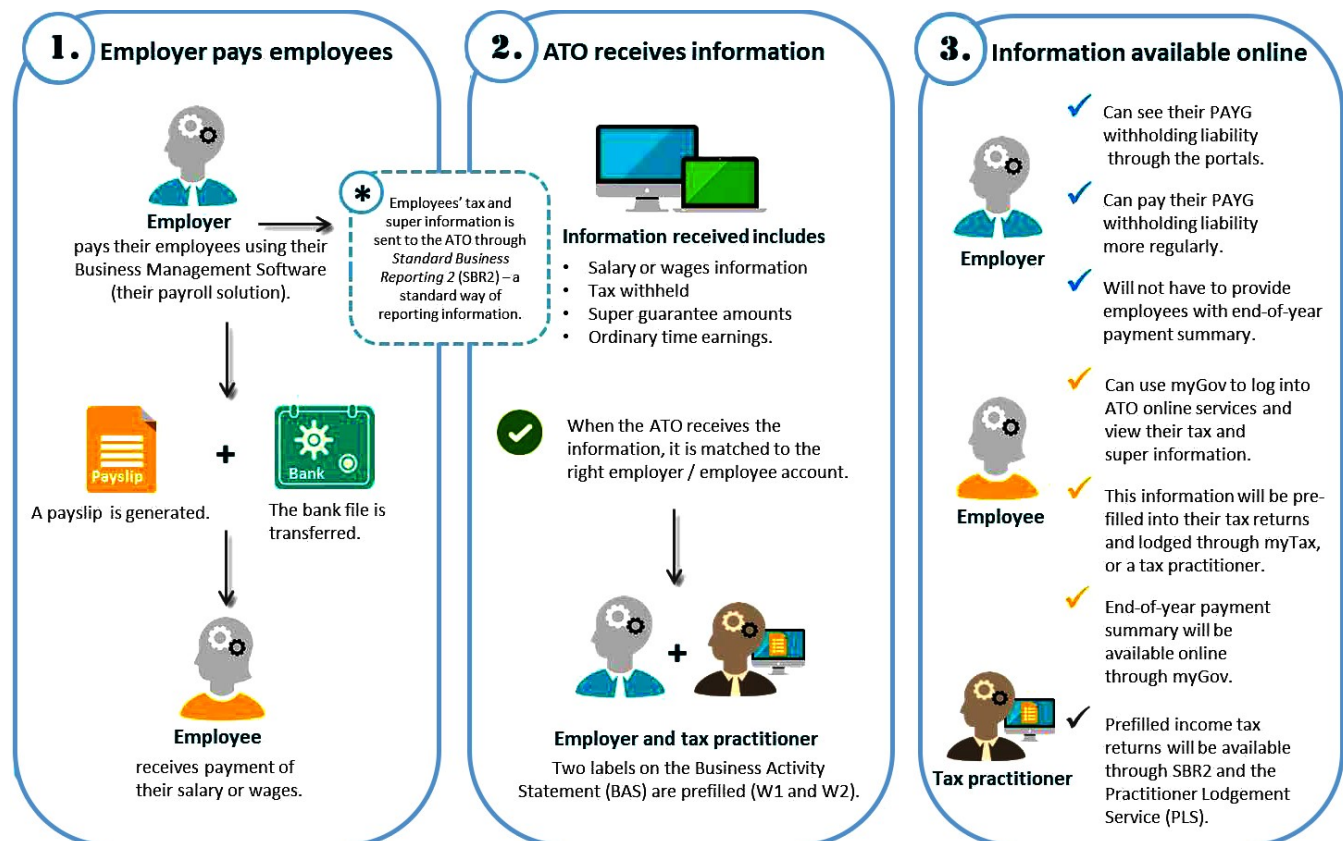 1. Employer pays employees
Employer
pays their employees using their
Business Management Software
(their payroll solution).
*
Employees’ tax and
super information is
sent to the ATO through
Standard Business
Reporting 2 (SBR2) – a
standard way of
reporting information.
Payslip
+
Bank
A payslip is generated.
The bank file is
transferred.
Employee
receives payment of
their salary or wages.
2. ATO receives information
Information received includes
• Salary or wages information
• Tax withheld
• Super guarantee amounts
• Ordinary time earnings.
When the ATO receives the
information, it is matched to the
right employer / employee account.
+
Employer and tax practitioner
Two labels on the Business Activity
Statement (BAS) are prefilled (W1 and W2).
3. Information available online
Employer
Can see their PAYG
withholding liability
through the portals.
Can pay their PAYG
withholding liability
more regularly.
Will not have to provide
employees with end-of-year
payment summary.
Employee
Can use myGov to log into
ATO online services and
view their tax and
super information.
This information will be pre-
filled into their tax returns
and lodged through myTax,
or a tax practitioner.
End-of-year payment
summary will be
available online
through myGov.
Tax practitioner
Prefilled income tax
returns will be available
through SBR2 and the
Practitioner Lodgement
Service (PLS).